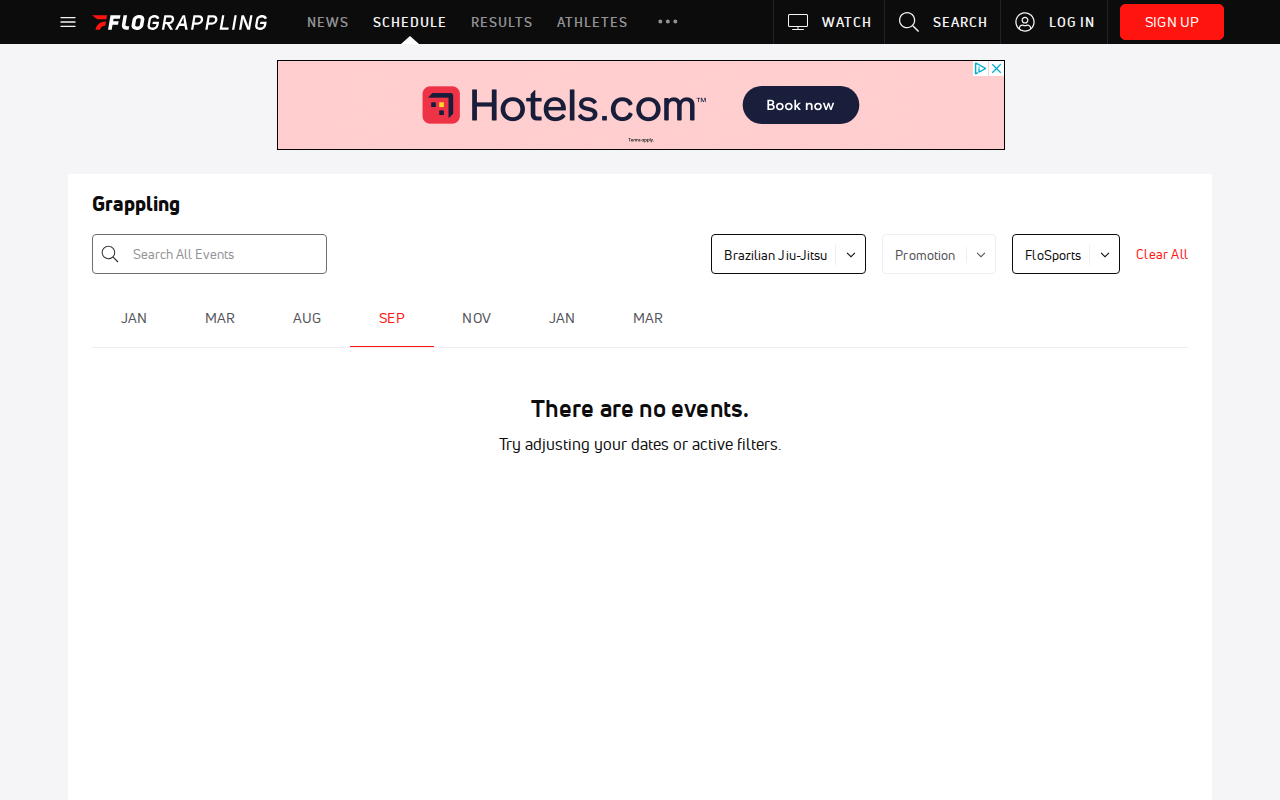 FLOGRAPPLING NEWS SCHEDULE RESULTS ATHLETES WATCH SEARCH LOG IN SIGN UP
Hotels.com™ Book now
Terms apply.
Grappling
Search All Events Brazilian Jiu-Jitsu Promotion FloSports Clear All
JAN MAR AUG SEP NOV JAN MAR
There are no events.
Try adjusting your dates or active filters.